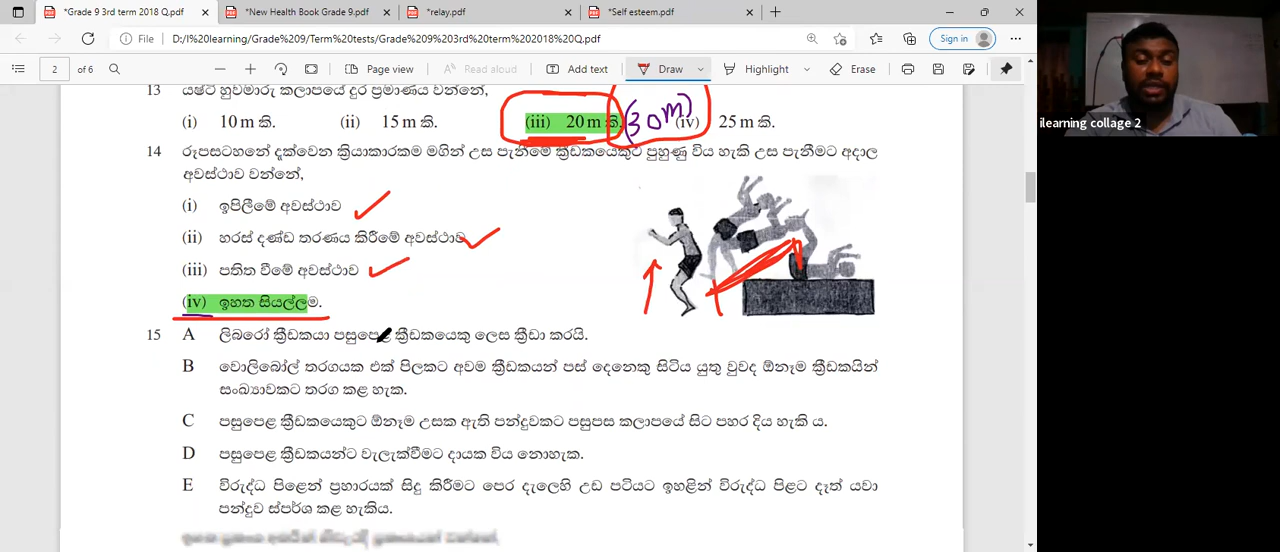 *Grade 9 3rd term 2018 Q.pdf
*New Health Book Grade 9.pdf
*relay.pdf
*Self esteem.pdf
File
D:/I%20learning/Grade%209/Term%20tests/Grade%209%203rd%20term%202018%20Q.pdf
Sign in
2 of 6
Page view
Read aloud
Add text
Draw
Highlight
Erase
13 යෂ්ටි හුවමාරු කලාපයේ දුර ප්‍රමාණය වන්නේ,
(i) 10 m කි. (ii) 15 m කි. (iii) 20 m කි. (30m) (iv) 25 m කි.
14 රූපසටහනේ දැක්වෙන ක්‍රියාකාරකම මගින් උස පැනීමේ ක්‍රීඩකයෙකුට පුහුණු විය හැකි උස පැනීමට අදාල
අවස්ථාව වන්නේ,
(i) ඉපිලීමේ අවස්ථාව
(ii) හරස් දණ්ඩ තරණය කිරීමේ අවස්ථාව
(iii) පතිත වීමේ අවස්ථාව
(iv) ඉහත සියල්ලම.
15 A ලිබරෝ ක්‍රීඩකයා පසුපෙළ ක්‍රීඩකයෙකු ලෙස ක්‍රීඩා කරයි.
B වොලිබෝල් තරගයක එක් පිලකට අවම ක්‍රීඩකයන් පස් දෙනෙකු සිටිය යුතු වුවද ඕනෑම ක්‍රීඩකයින්
සංඛ්‍යාවකට තරග කළ හැක.
C පසුපෙළ ක්‍රීඩකයෙකුට ඕනෑම උසක ඇති පන්දුවකට පසුපස කලාපයේ සිට පහර දිය හැකි ය.
D පසුපෙළ ක්‍රීඩකයන්ට වැලැක්වීමට දායක විය නොහැක.
E විරුද්ධ පිළෙන් ප්‍රහාරයක් සිදු කිරීමට පෙර දැලෙහි උඩ පටියට ඉහළින් විරුද්ධ පිළට දෑත් යවා
පන්දුව ස්පර්ශ කළ හැකිය.
ilearning collage 2